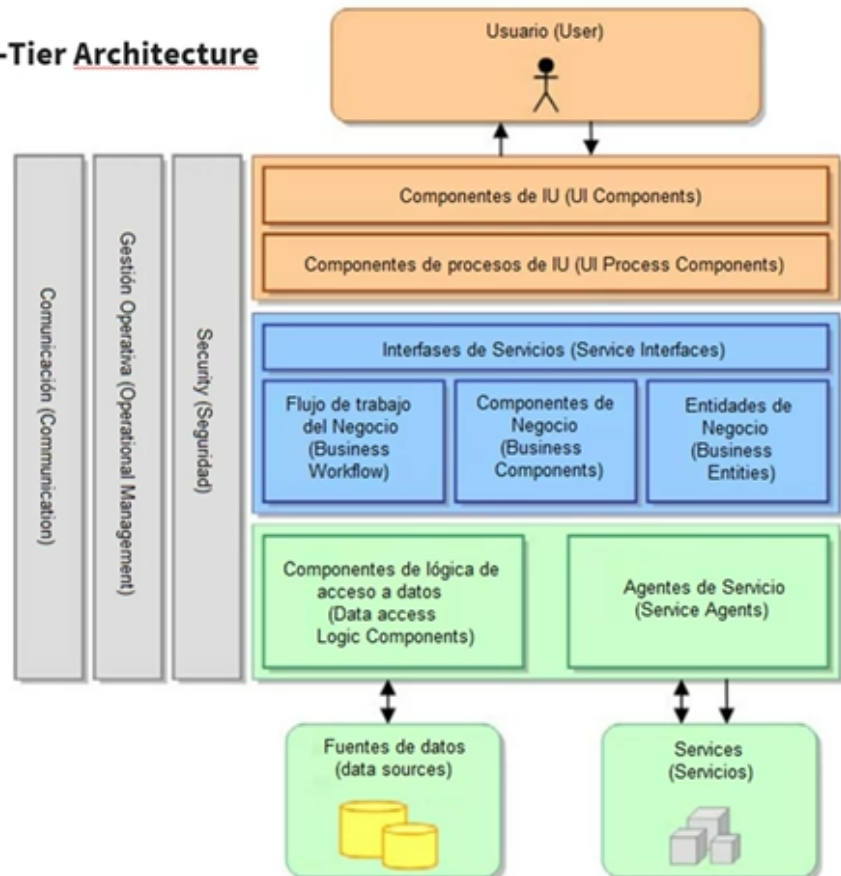 -Tier Architecture
Usuario (User)
Componentes de IU (UI Components)
Componentes de procesos de IU (UI Process Components)
Comunicación (Communication)
Gestión Operativa (Operational Management)
Security (Seguridad)
Interfases de Servicios (Service Interfaces)
Flujo de trabajo
del Negocio
(Business
Workflow)
Componentes de
Negocio
(Business
Components)
Entidades de
Negocio
(Business
Entities)
Componentes de lógica de
acceso a datos
(Data access
Logic Components)
Agentes de Servicio
(Service Agents)
Fuentes de datos
(data sources)
Services
(Servicios)